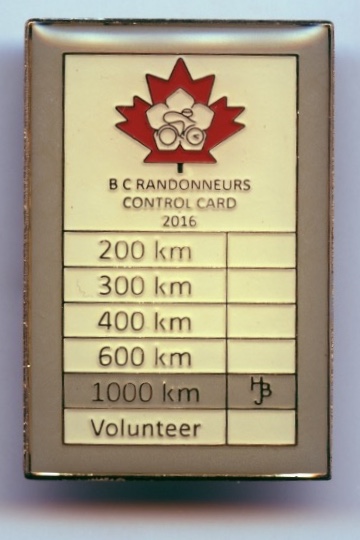 B C RANDONNEURS
CONTROL CARD
2016
200 km
300 km
400 km
600 km
1000 km HJB
Volunteer